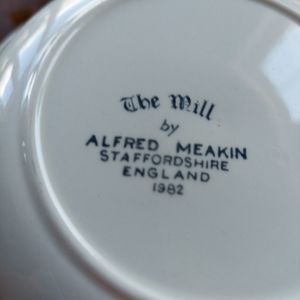 The Mill
by
ALFRED MEAKIN
STAFFORDSHIRE
ENGLAND
1982